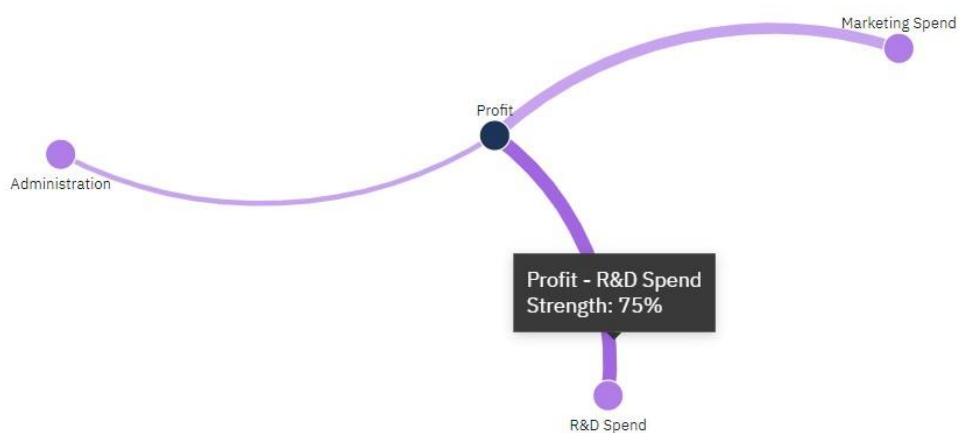 Marketing Spend
Profit
Administration
Profit - R&D Spend
Strength: 75%
R&D Spend